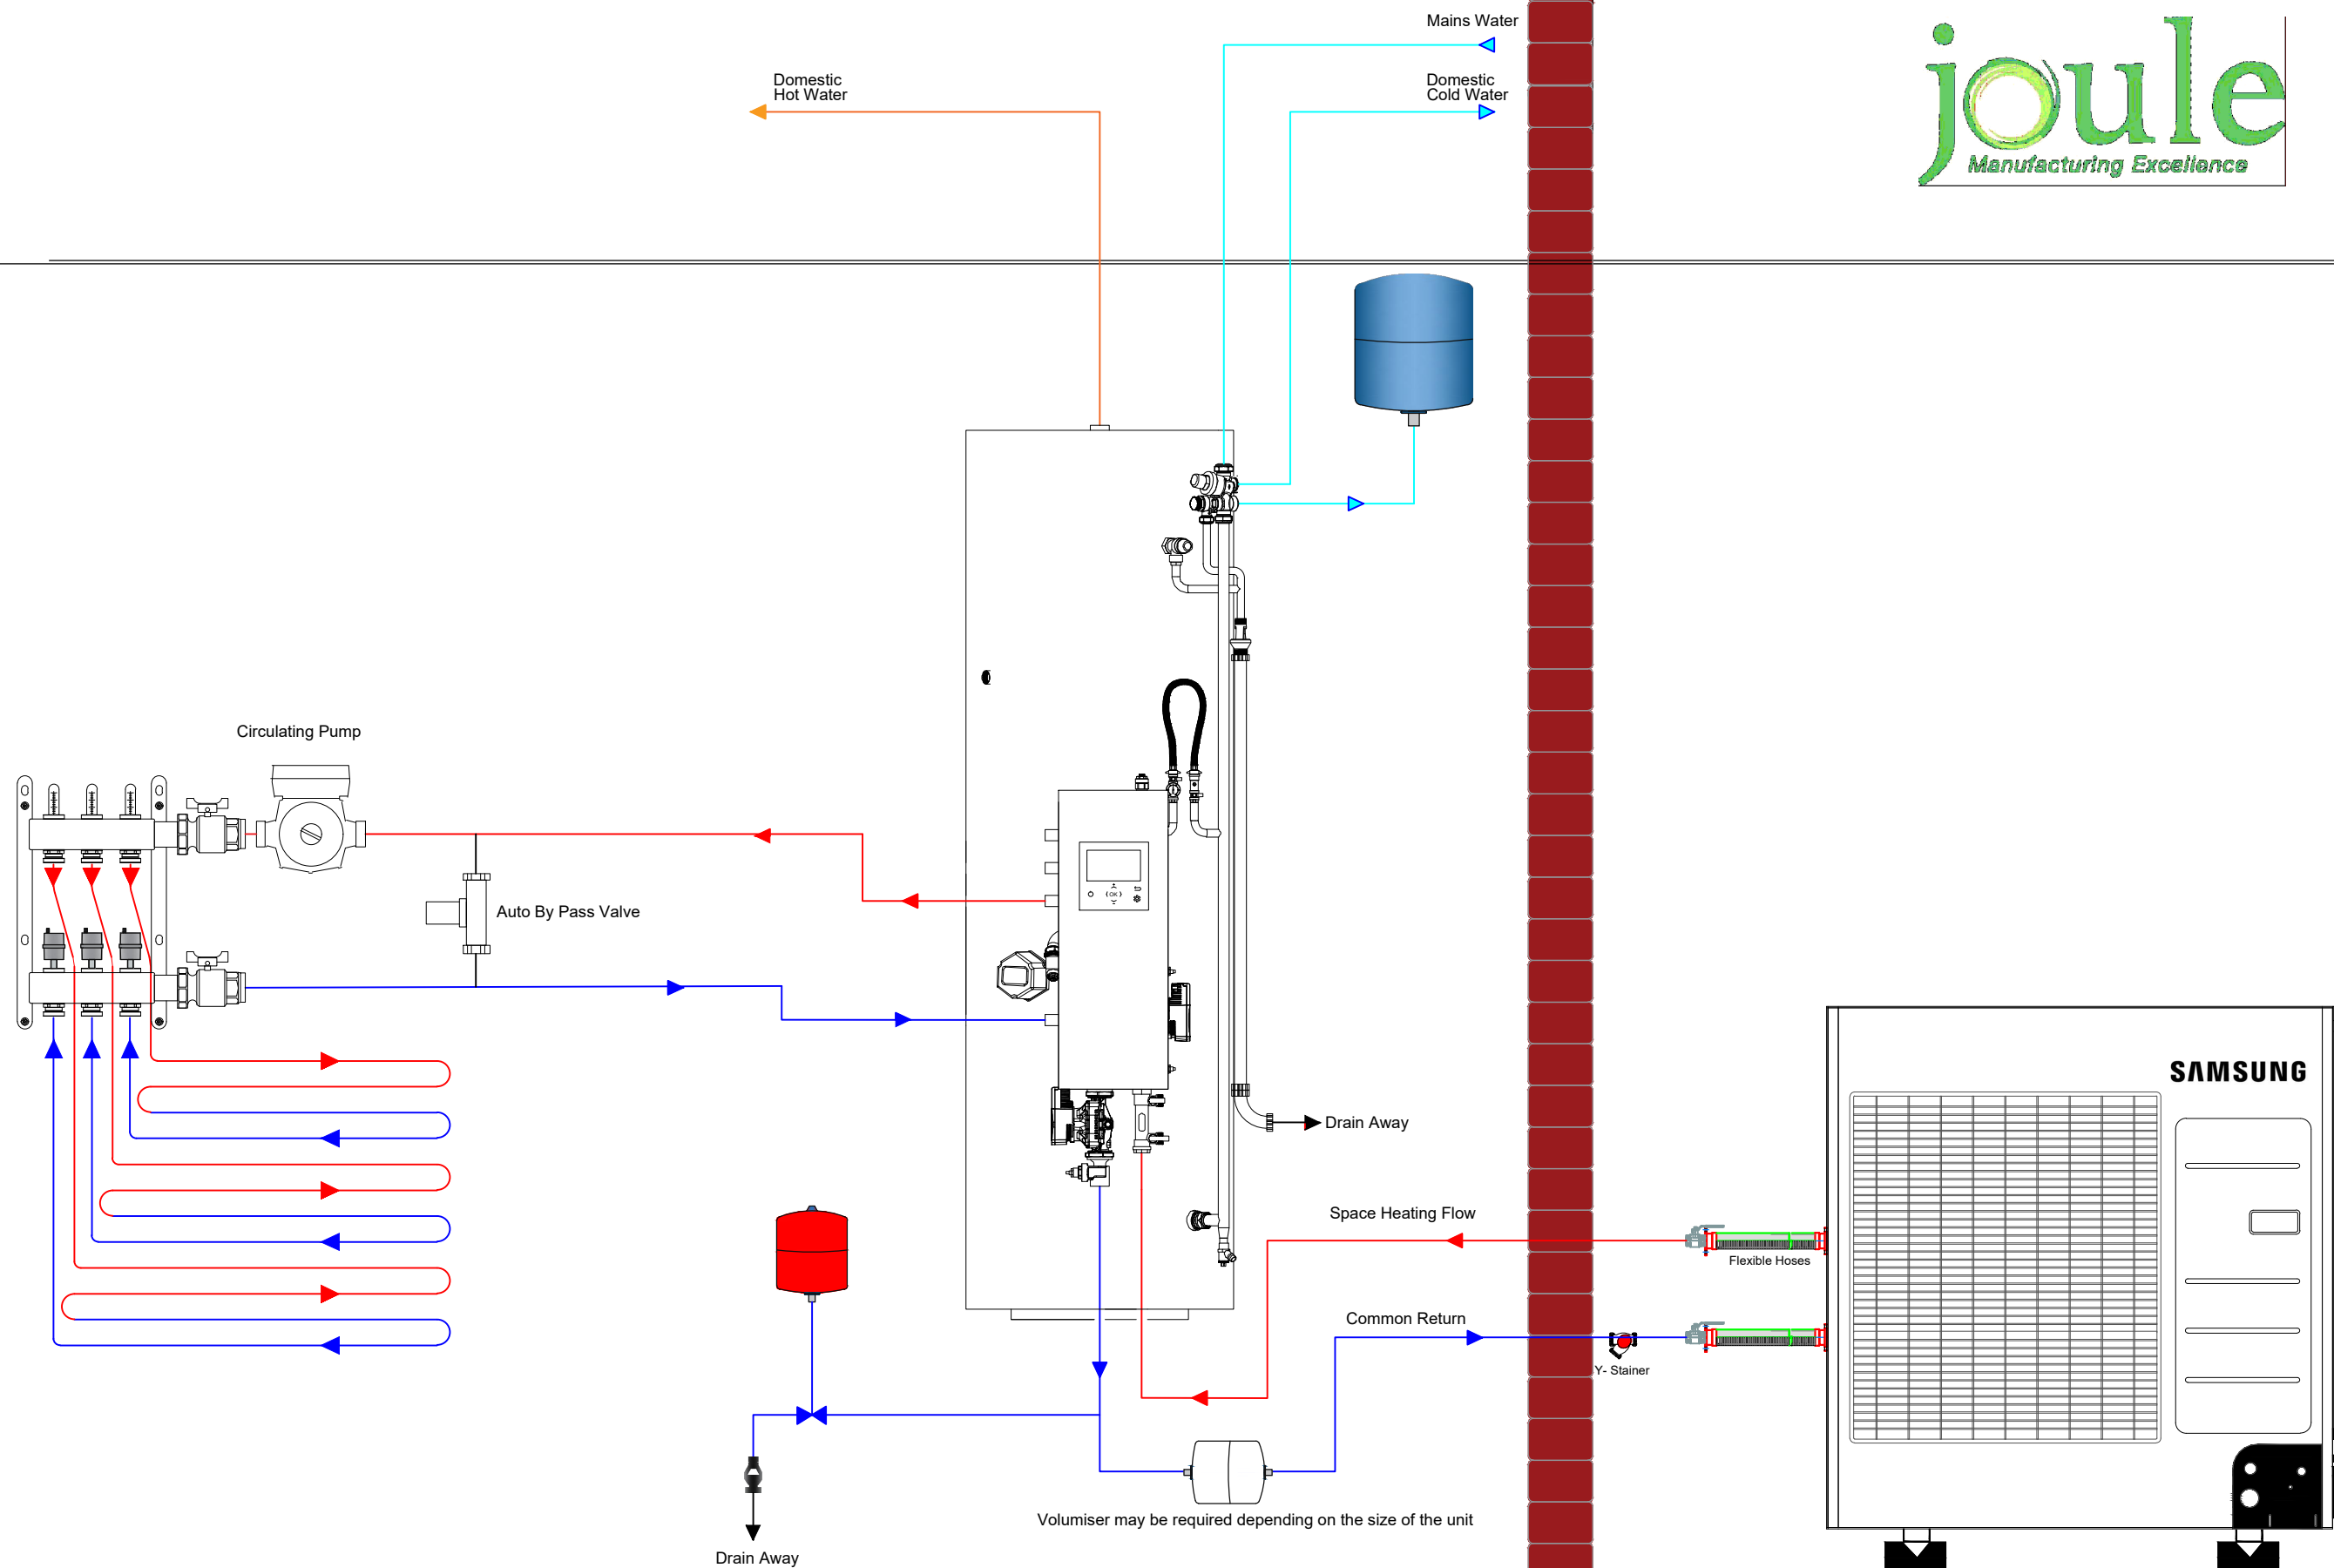 Mains Water
Domestic
Hot Water
Domestic
Cold Water
joule
Manufacturing Excellence
Circulating Pump
Auto By Pass Valve
OK
SAMSUNG
Drain Away
Space Heating Flow
Flexible Hoses
Common Return
Y- Stainer
Volumiser may be required depending on the size of the unit
Drain Away